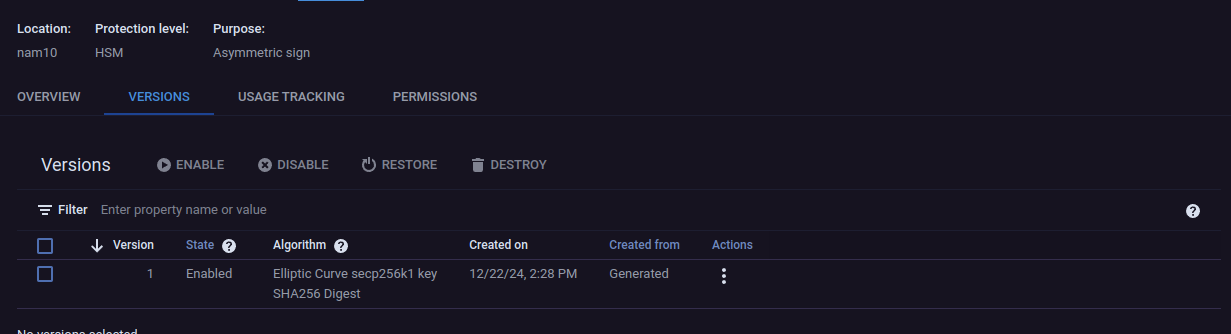 Location: Protection level: Purpose:
nam10 HSM Asymmetric sign
OVERVIEW VERSIONS USAGE TRACKING PERMISSIONS
Versions ENABLE DISABLE RESTORE DESTROY
Filter Enter property name or value ?
Version State ? Algorithm ? Created on Created from Actions
1 Enabled Elliptic Curve secp256k1 key 12/22/24, 2:28 PM Generated
SHA256 Digest
No versions selected